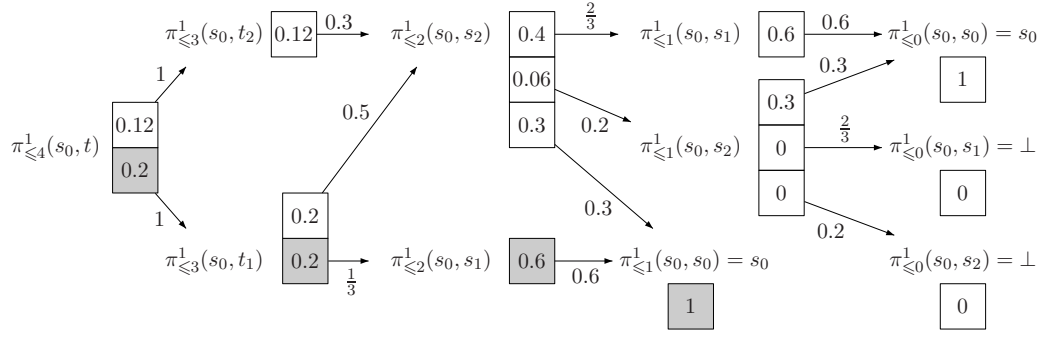 π¹⩽3(s₀, t₂) 0.12 0.3 π¹⩽2(s₀, s₂) 0.4 2/3 π¹⩽1(s₀, s₁) 0.6 0.6 π¹⩽0(s₀, s₀) = s₀
1 0.06 0.3 0.3 1
0.12 0.5 0.3 0.2
π¹⩽4(s₀, t) 0.2 π¹⩽1(s₀, s₂) 0 2/3 π¹⩽0(s₀, s₁) = ⊥
0 0
1 0.2 0.3 0.2
π¹⩽3(s₀, t₁) 0.2 1/3 π¹⩽2(s₀, s₁) 0.6 0.6 π¹⩽1(s₀, s₀) = s₀ π¹⩽0(s₀, s₂) = ⊥
1 0